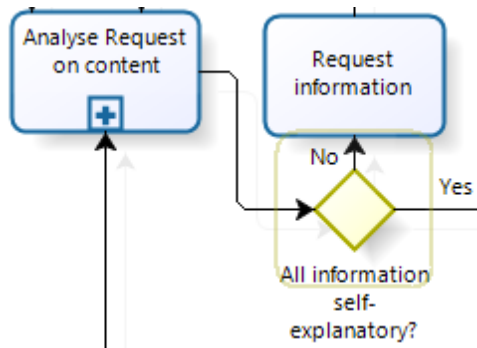 Analyse Request
on content
Request
information
No
Yes
All information
self-
explanatory?